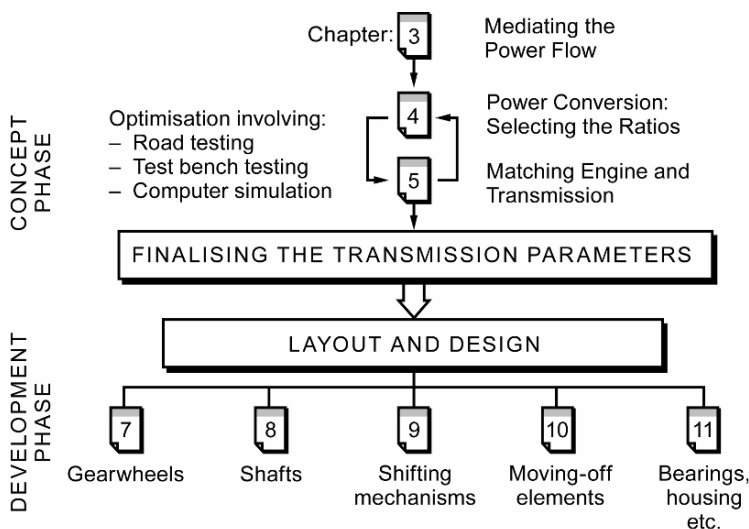 Chapter: 3 Mediating the
Power Flow
CONCEPT
PHASE
Optimisation involving:
– Road testing
– Test bench testing
– Computer simulation
4 Power Conversion:
Selecting the Ratios
5 Matching Engine and
Transmission
FINALISING THE TRANSMISSION PARAMETERS
LAYOUT AND DESIGN
DEVELOPMENT
PHASE
7
Gearwheels
8
Shafts
9
Shifting
mechanisms
10
Moving-off
elements
11
Bearings,
housing
etc.